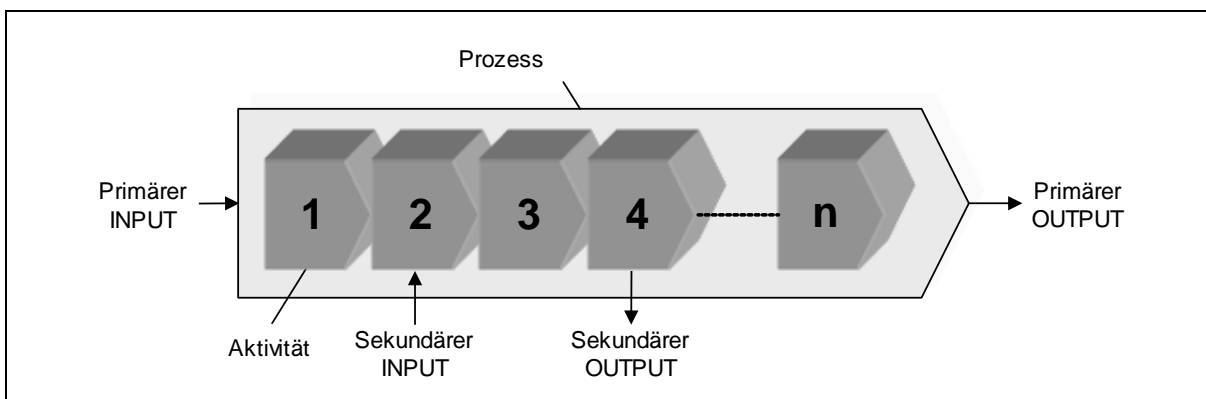 Prozess
Primärer
INPUT
1
2
3
4
n
Primärer
OUTPUT
Aktivität
Sekundärer
INPUT
Sekundärer
OUTPUT